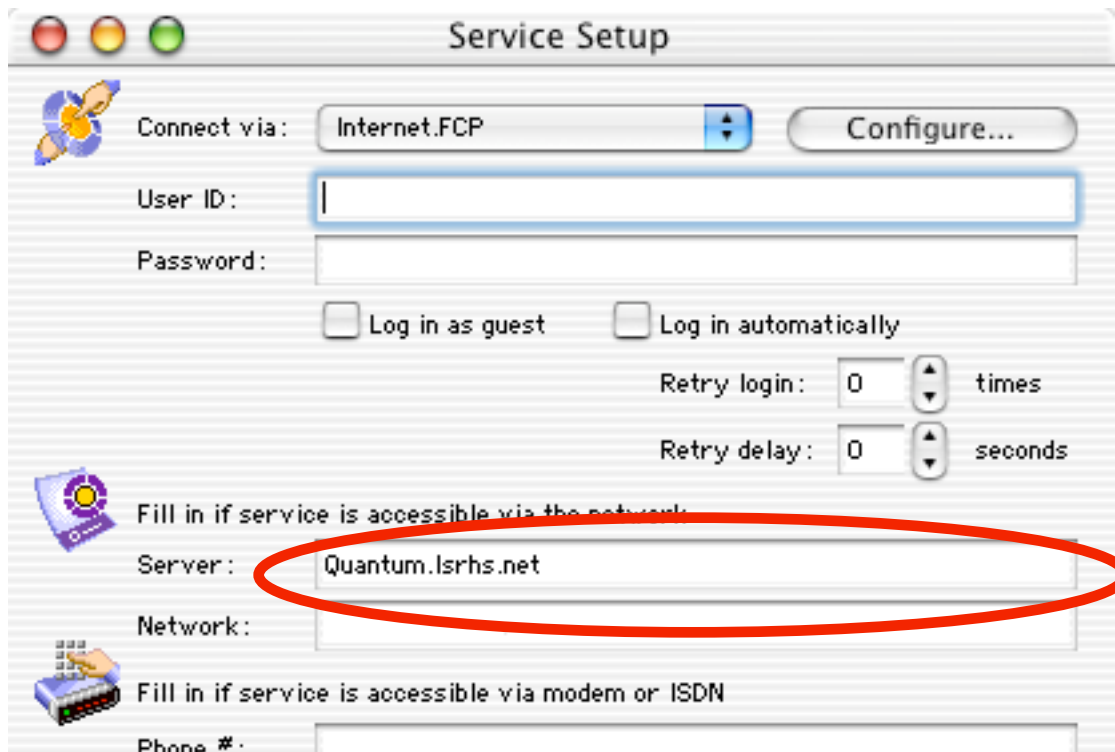 Service Setup
Connect via: Internet.FCP Configure...
User ID:
Password:
Log in as guest Log in automatically
Retry login: 0 times
Retry delay: 0 seconds
Fill in if service is accessible via the network
Server: Quantum.lsrhs.net
Network:
Fill in if service is accessible via modem or ISDN
Phone #: